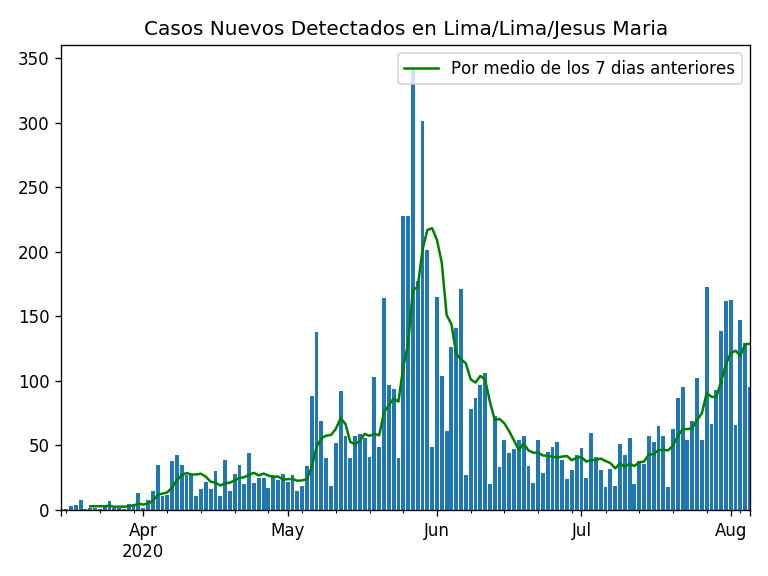 Casos Nuevos Detectados en Lima/Lima/Jesus Maria
Por medio de los 7 dias anteriores
350
300
250
200
150
100
50
0
Apr
2020
May
Jun
Jul
Aug